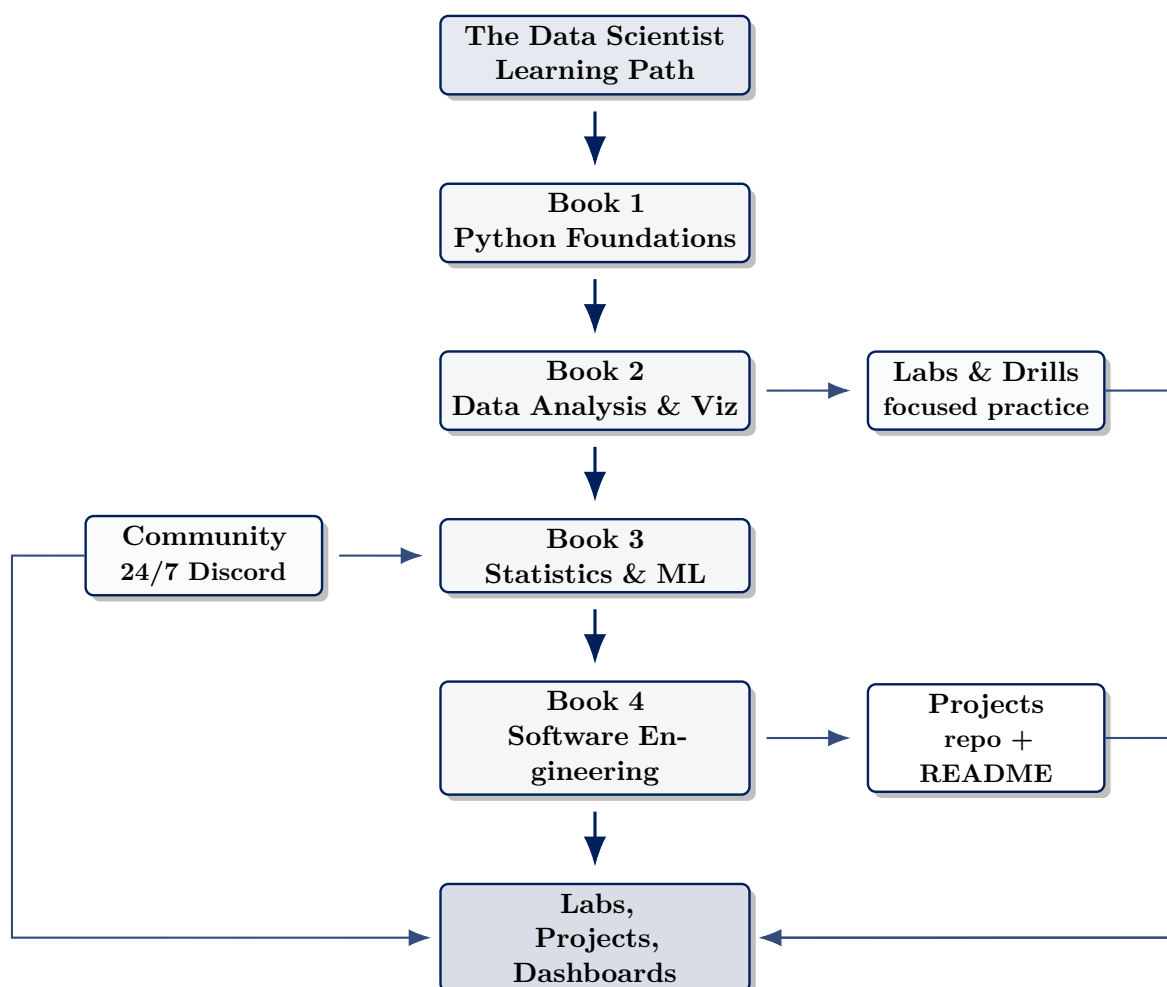 The Data Scientist
Learning Path
Book 1
Python Foundations
Book 2
Data Analysis & Viz
Labs & Drills
focused practice
Community
24/7 Discord
Book 3
Statistics & ML
Book 4
Software En-
gineering
Projects
repo +
README
Labs,
Projects,
Dashboards